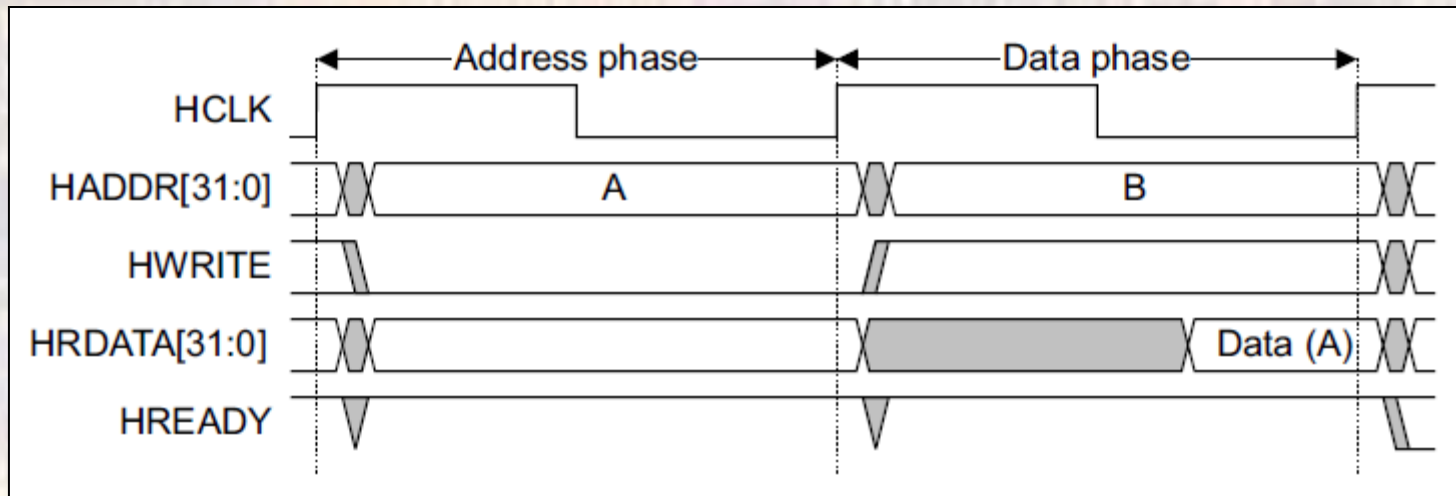 Address phase Data phase
HCLK
HADDR[31:0] A B
HWRITE
HRDATA[31:0] Data (A)
HREADY